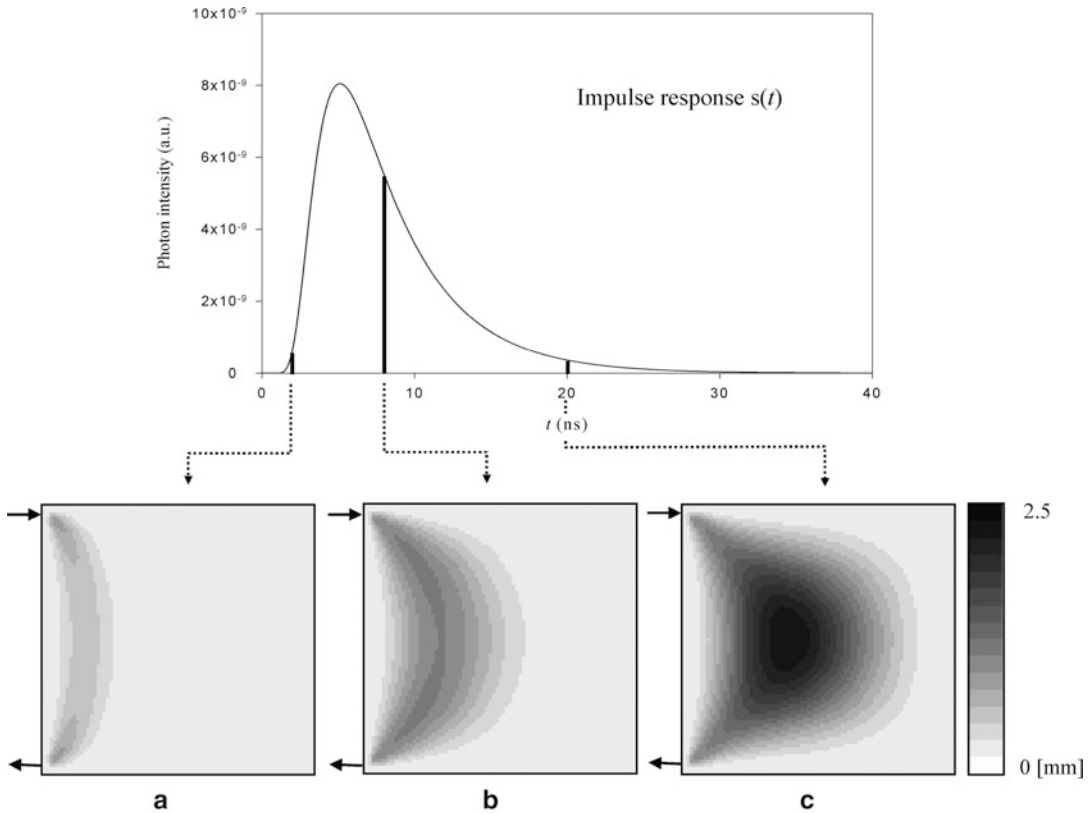 10x10⁻⁹
8x10⁻⁹
6x10⁻⁹
4x10⁻⁹
2x10⁻⁹
0
Photon intensity (a.u.)
Impulse response s(t)
0 10 20 30 40
t (ns)
2.5
0 [mm]
a b c